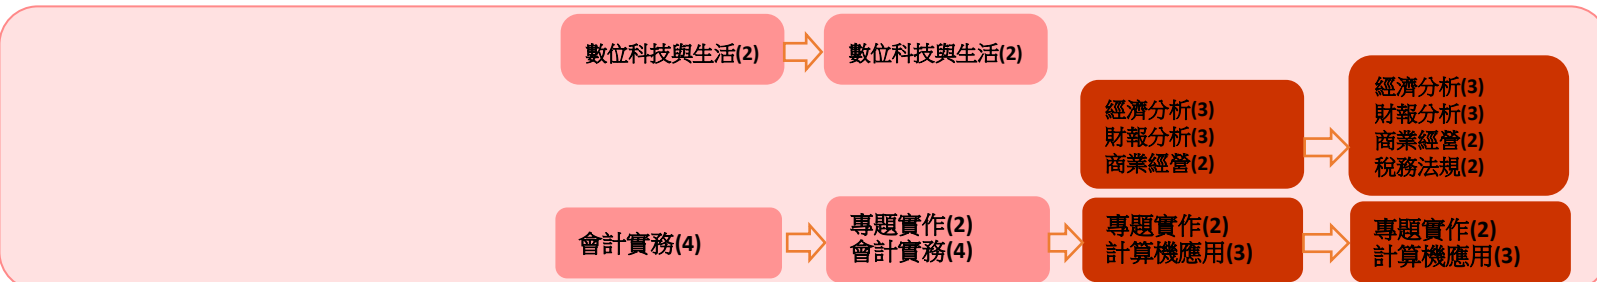 數位科技與生活(2)
數位科技與生活(2)
經濟分析(3)
財報分析(3)
商業經營(2)
經濟分析(3)
財報分析(3)
商業經營(2)
稅務法規(2)
會計實務(4)
專題實作(2)
會計實務(4)
專題實作(2)
計算機應用(3)
專題實作(2)
計算機應用(3)